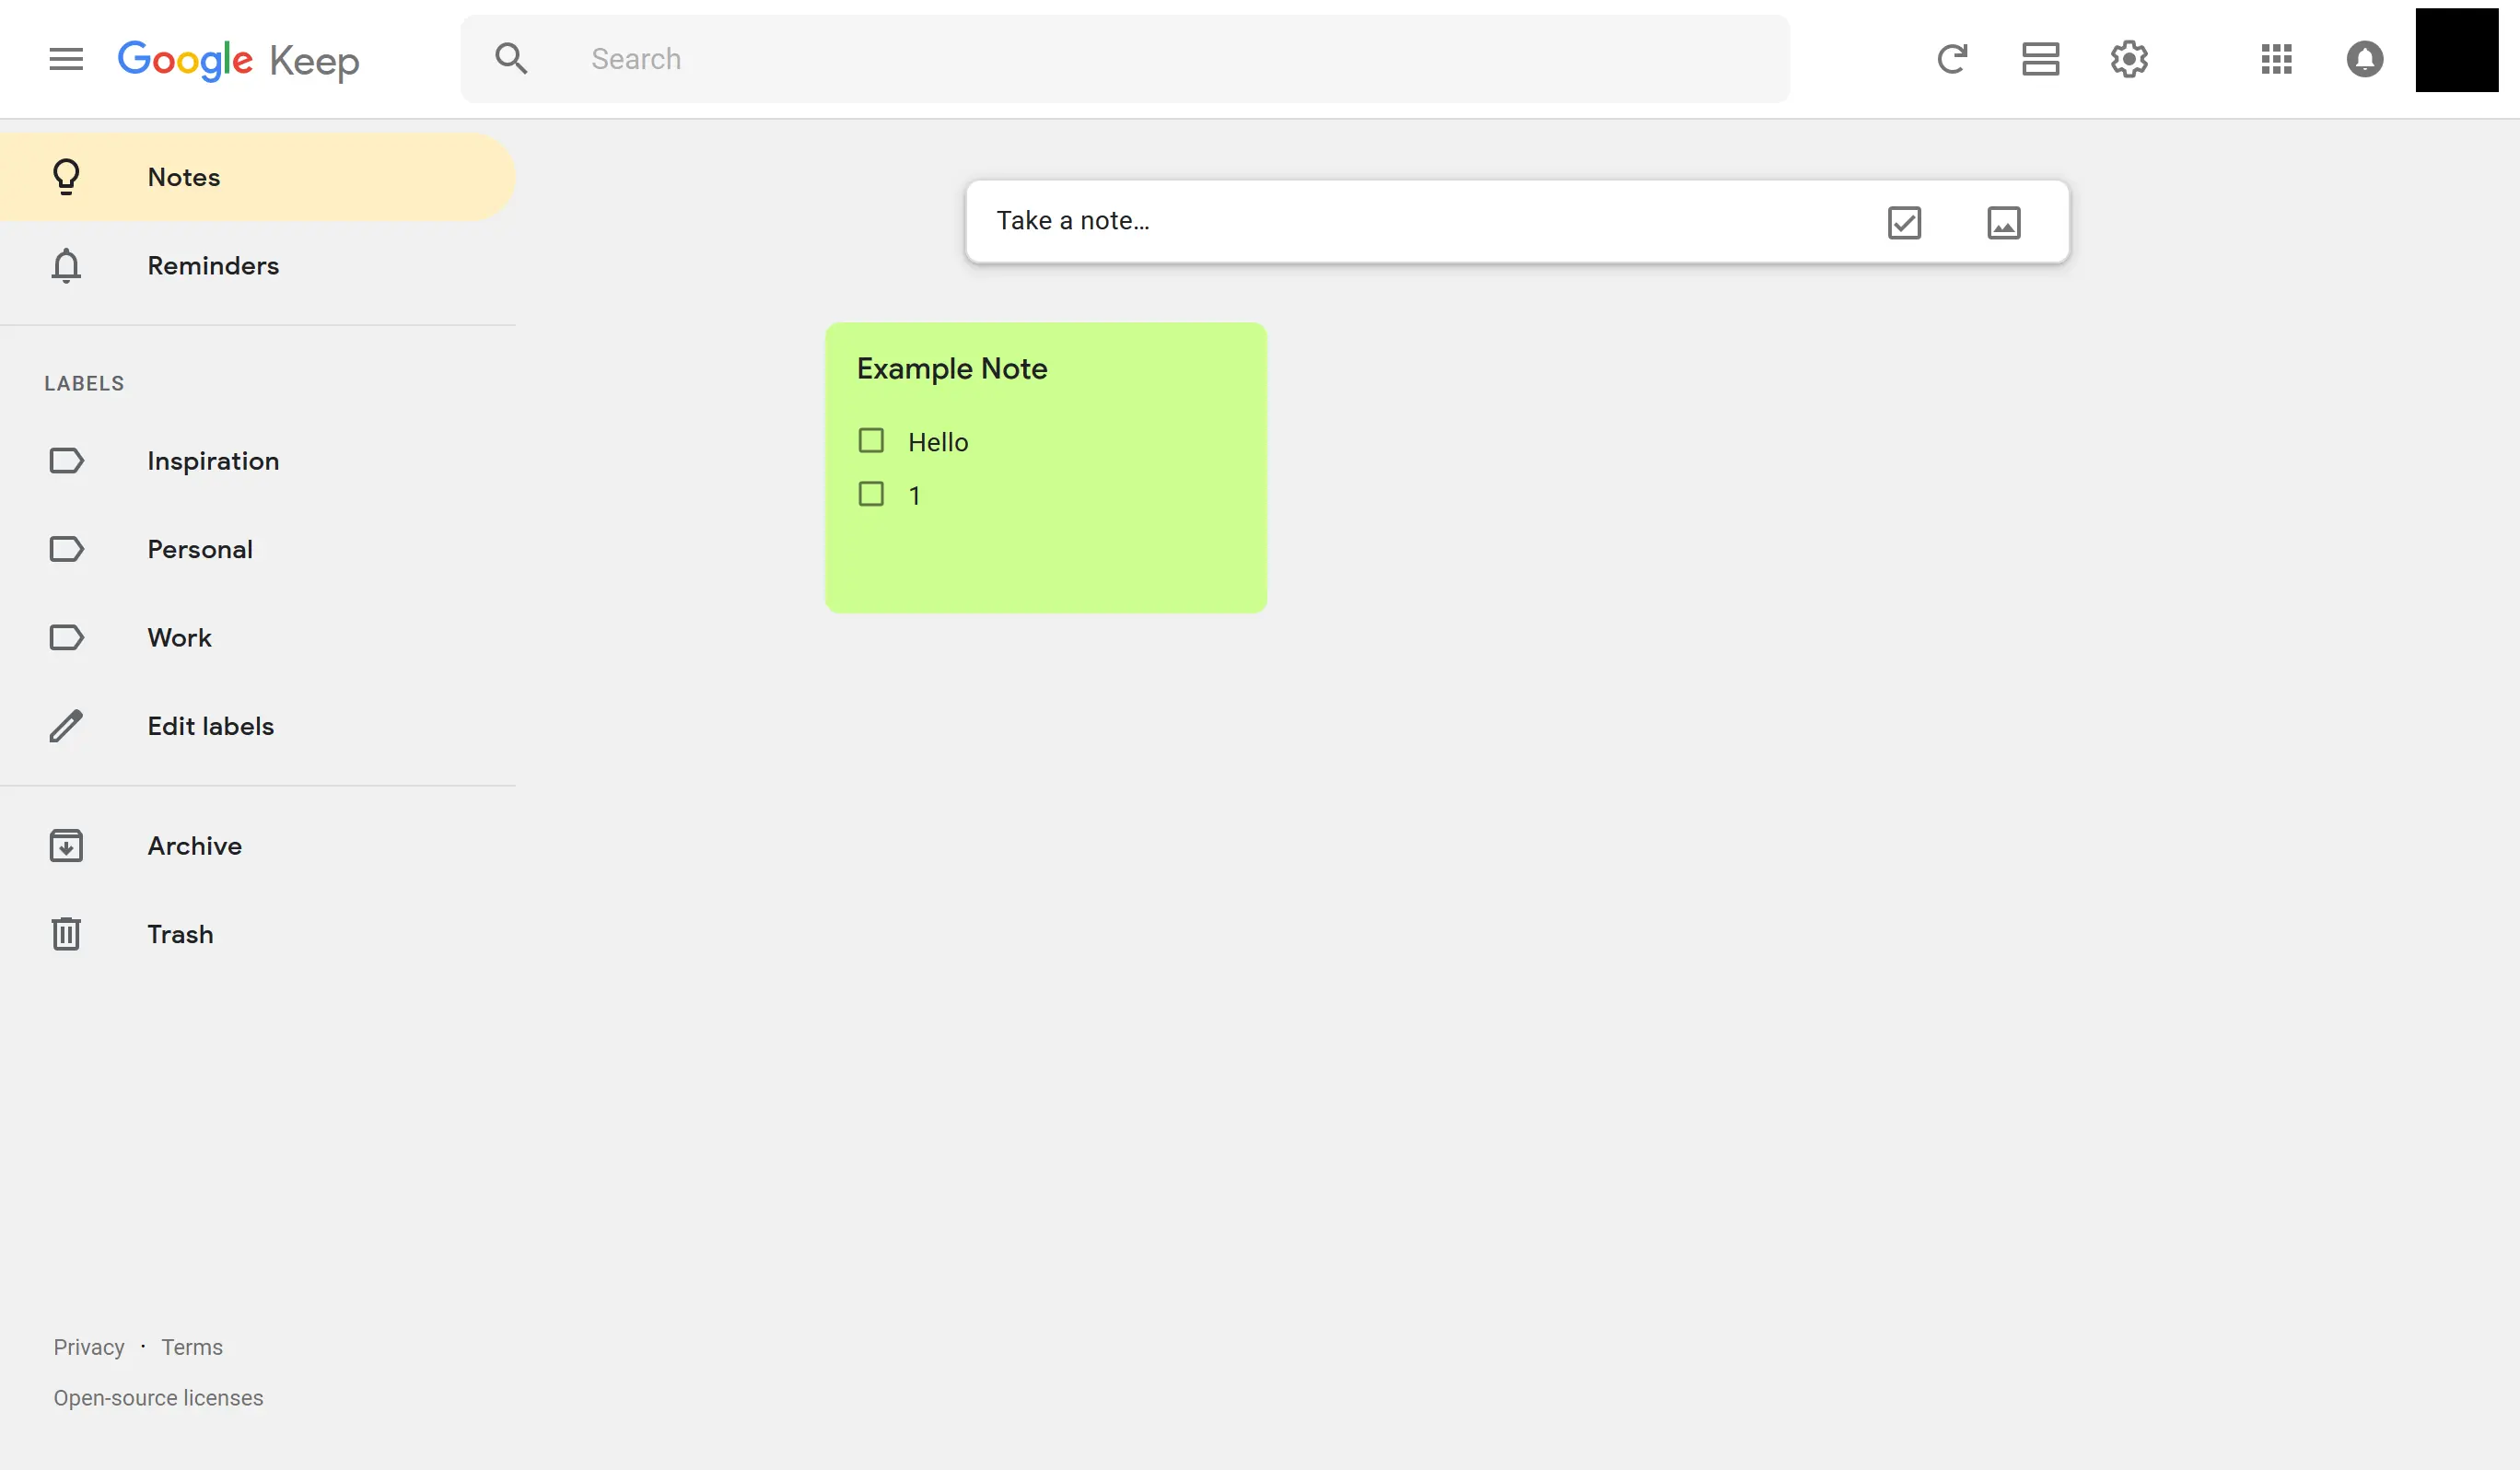 Google Keep
Search
Notes
Reminders
LABELS
Inspiration
Personal
Work
Edit labels
Archive
Trash
Privacy · Terms
Open-source licenses
Take a note…
Example Note
Hello
1